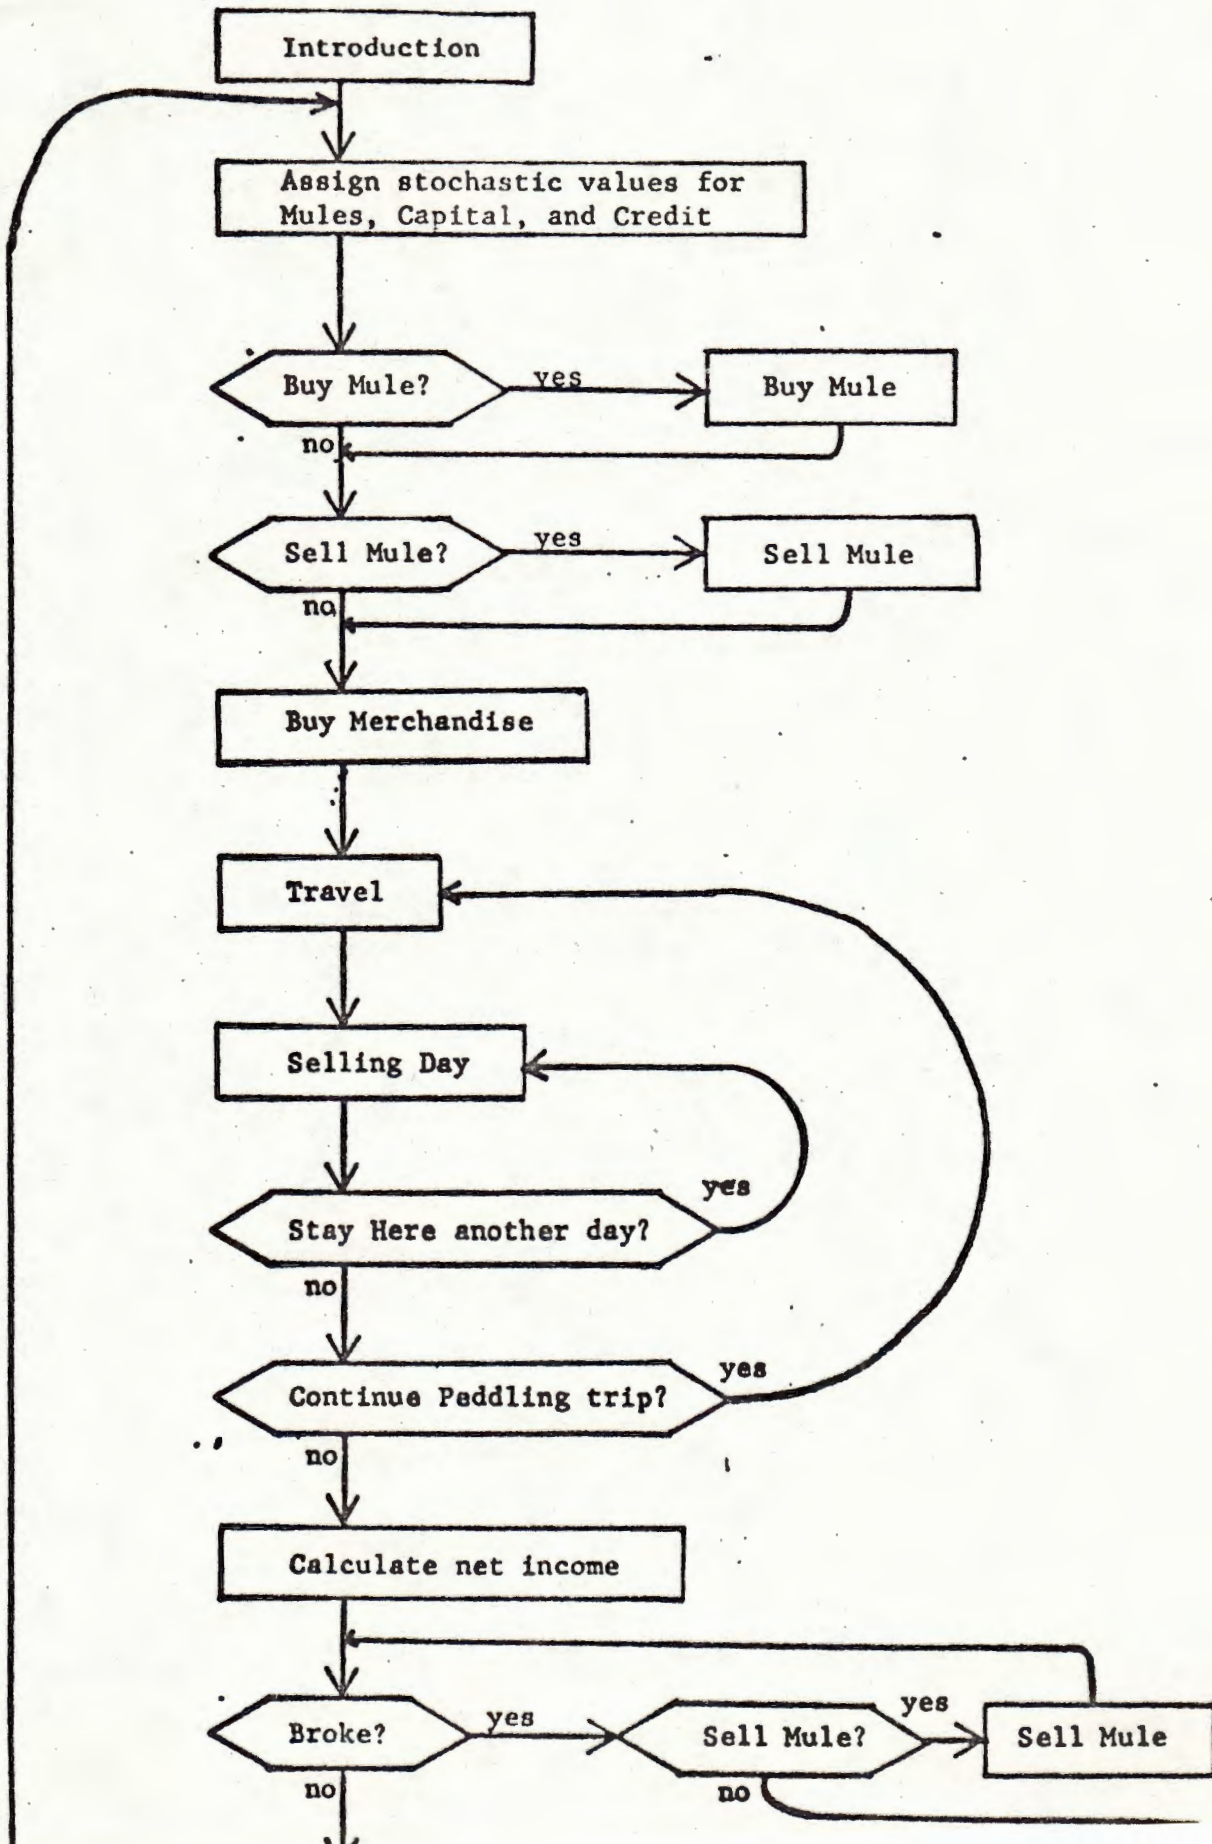 Introduction
Assign stochastic values for
Mules, Capital, and Credit
Buy Mule?
yes
Buy Mule
no
Sell Mule?
yes
Sell Mule
no
Buy Merchandise
Travel
Selling Day
yes
Stay Here another day?
no
yes
Continue Peddling trip?
no
Calculate net income
Broke?
yes
Sell Mule?
yes
Sell Mule
no
no